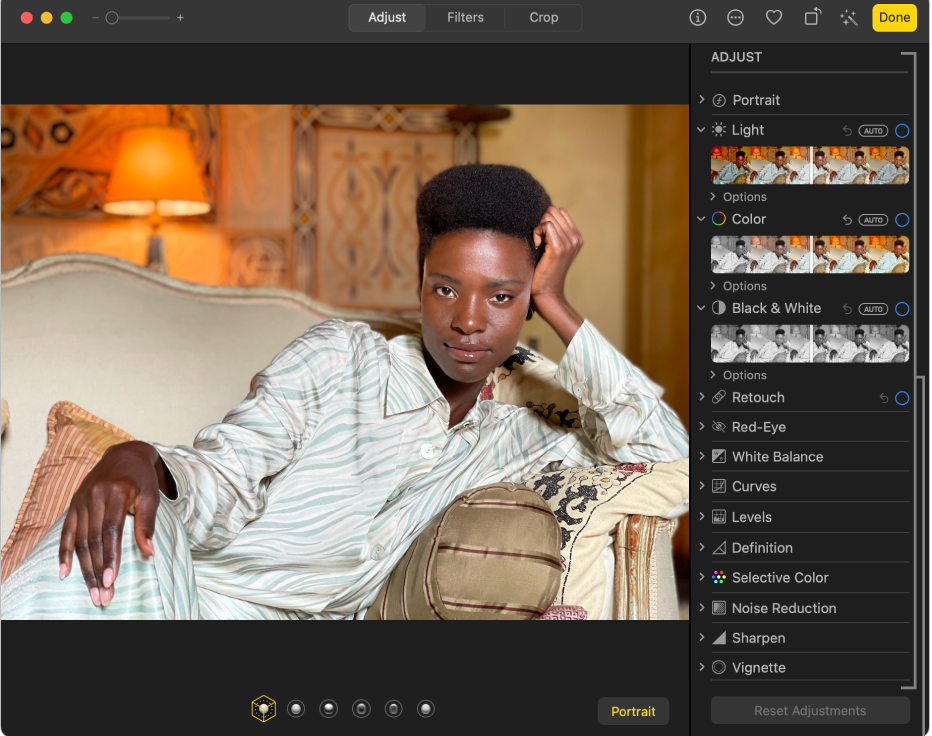 Adjust
Filters
Crop
Done
ADJUST
Portrait
Light
AUTO
Options
Color
AUTO
Options
Black & White
AUTO
Options
Retouch
Red-Eye
White Balance
Curves
Levels
Definition
Selective Color
Noise Reduction
Sharpen
Vignette
Portrait
Reset Adjustments